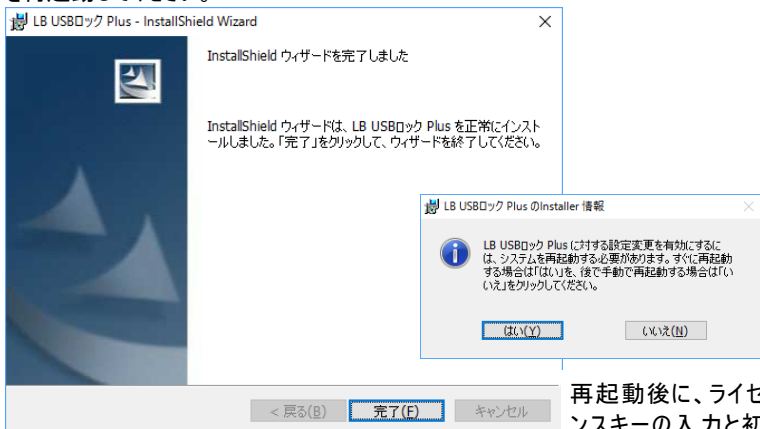 を再起動してください。
LB USBロック Plus - InstallShield Wizard
InstallShield ウィザードを完了しました
InstallShield ウィザードは、LB USBロック Plus を正常にインスト
ールしました。「完了」をクリックして、ウィザードを終了してください。
LB USBロック Plus のInstaller 情報
LB USBロック Plus に対する設定変更を有効にするに
は、システムを再起動する必要があります。すぐに再起動
する場合は「はい」を、後で手動で再起動する場合は「い
いえ」をクリックしてください。
はい(Y)
いいえ(N)
< 戻る(B)
完了(F)
キャンセル
再起動後に、ライセ
ンスキーの入力と初